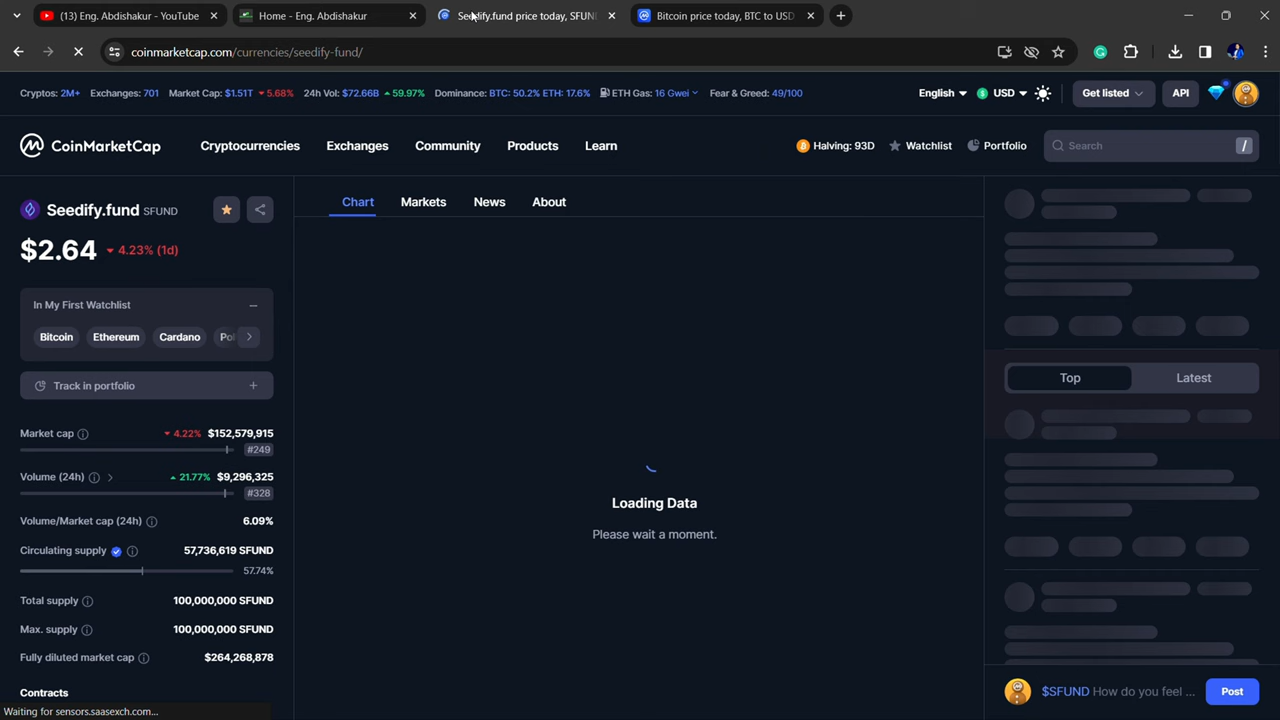 (13) Eng. Abdishakur - YouTube
Home - Eng. Abdishakur
Seedify.fund price today, SFUN
Bitcoin price today, BTC to USD
coinmarketcap.com/currencies/seedify-fund/
Cryptos: 2M+ Exchanges: 701 Market Cap: $1.51T 5.68% 24h Vol: $72.66B 59.97% Dominance: BTC: 50.2% ETH: 17.6% ETH Gas: 16 Gwei Fear & Greed: 49/100
English USD Get listed API
CoinMarketCap Cryptocurrencies Exchanges Community Products Learn Halving: 93D Watchlist Portfolio Search /
Seedify.fund SFUND
$2.64 4.23% (1d)
In My First Watchlist
Bitcoin Ethereum Cardano
Track in portfolio +
Market cap 4.22% $152,579,915
#249
Volume (24h) 21.77% $9,296,325
#328
Volume/Market cap (24h) 6.09%
Circulating supply 57,736,619 SFUND
57.74%
Total supply 100,000,000 SFUND
Max. supply 100,000,000 SFUND
Fully diluted market cap $264,268,878
Contracts
Waiting for sensors.saasexch.com...
Chart Markets News About
Loading Data
Please wait a moment.
Top Latest
$SFUND How do you feel ... Post